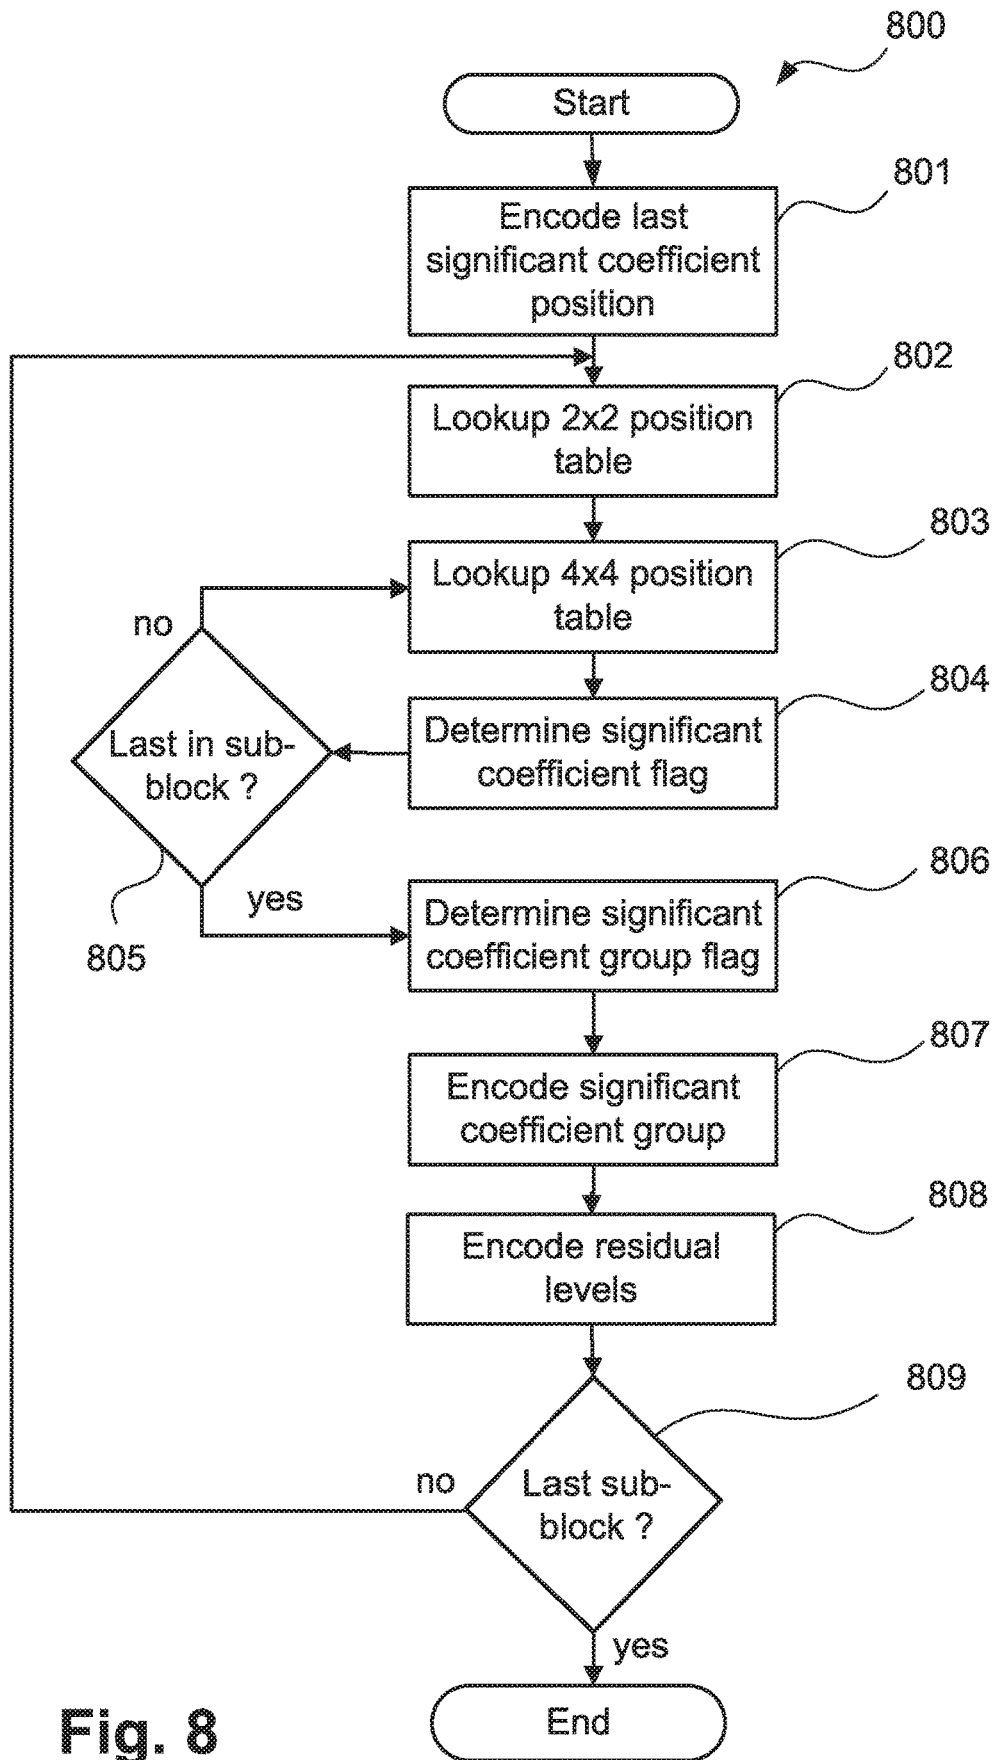 800
Start
801
Encode last
significant coefficient
position
802
Lookup 2x2 position
table
803
Lookup 4x4 position
table
no
804
Determine significant
coefficient flag
Last in sub-
block ?
805
yes
806
Determine significant
coefficient group flag
807
Encode significant
coefficient group
808
Encode residual
levels
809
Last sub-
block ?
no
yes
End
Fig. 8